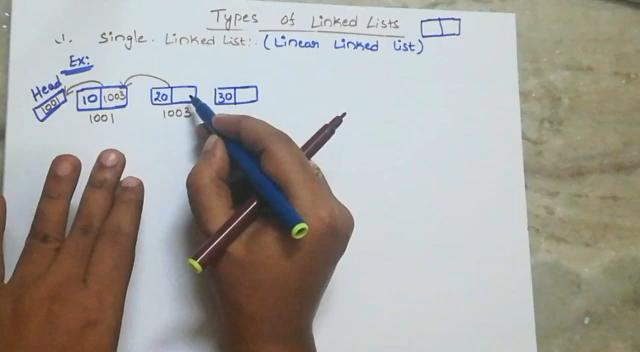 Types of Linked Lists
1. Single. Linked List:. (Linear Linked List)
Ex:
Head
1001 10 1003 20 30
1001 1003